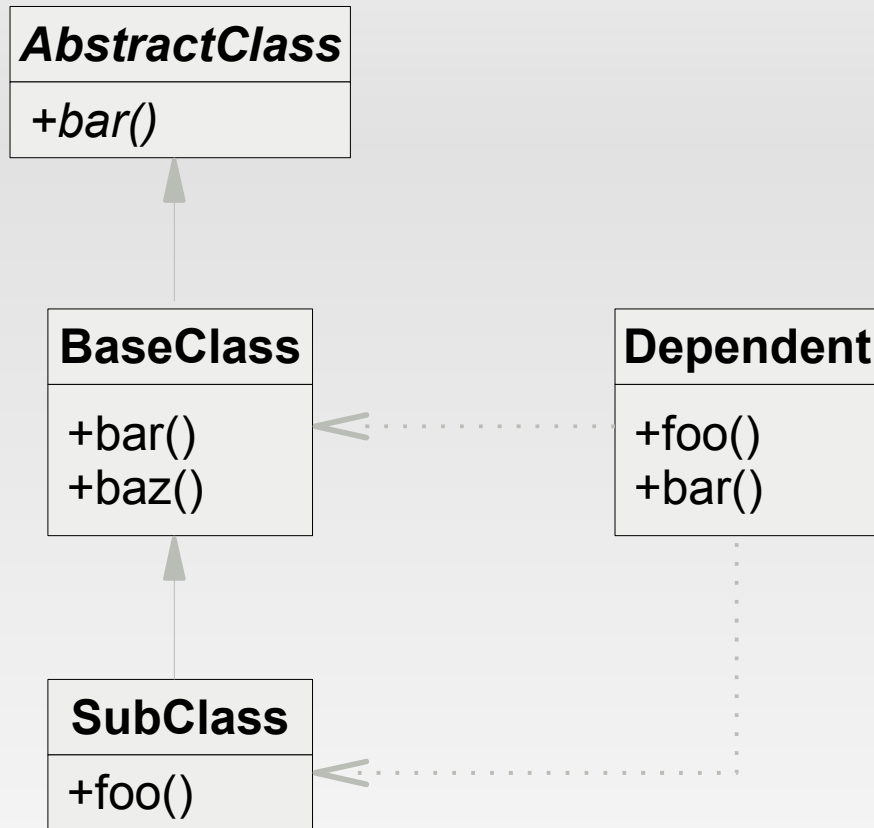 AbstractClass
+bar()
BaseClass
+bar()
+baz()
Dependent
+foo()
+bar()
SubClass
+foo()